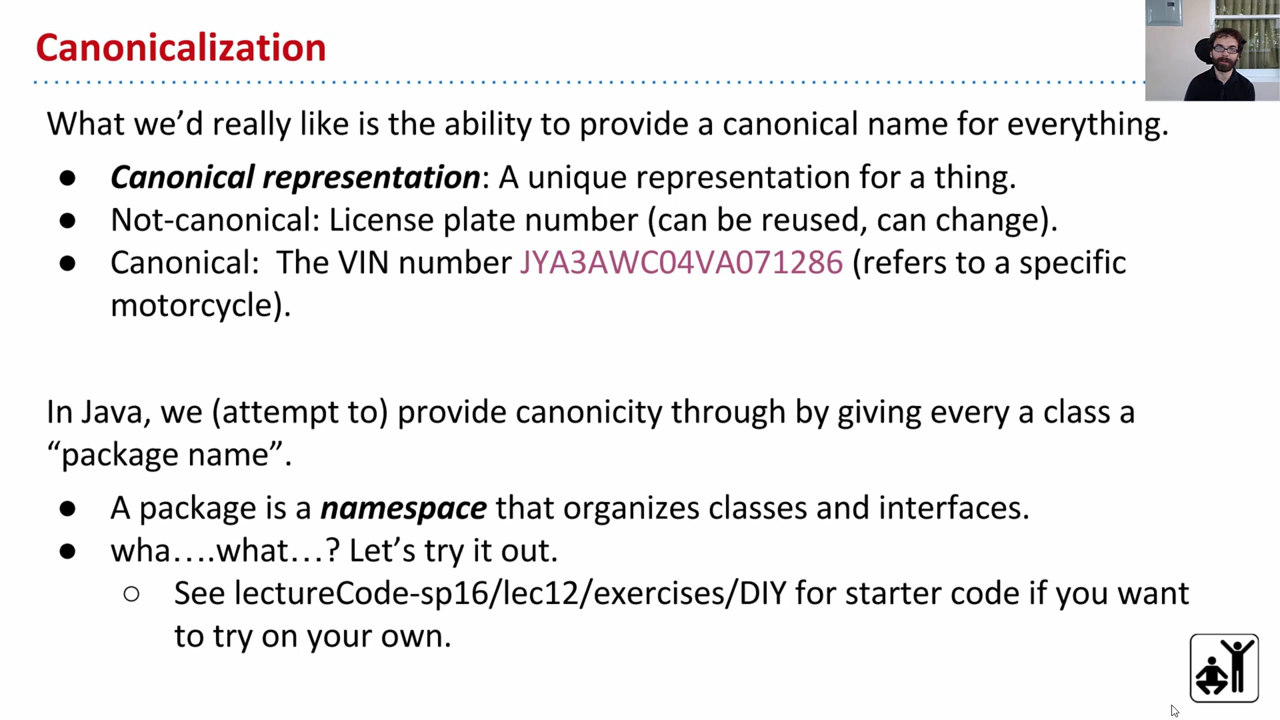 Canonicalization
What we’d really like is the ability to provide a canonical name for everything.
● Canonical representation: A unique representation for a thing.
● Not-canonical: License plate number (can be reused, can change).
● Canonical:  The VIN number JYA3AWC04VA071286 (refers to a specific
motorcycle).
In Java, we (attempt to) provide canonicity through by giving every a class a
“package name”.
● A package is a namespace that organizes classes and interfaces.
● wha….what…? Let’s try it out.
○ See lectureCode-sp16/lec12/exercises/DIY for starter code if you want
to try on your own.